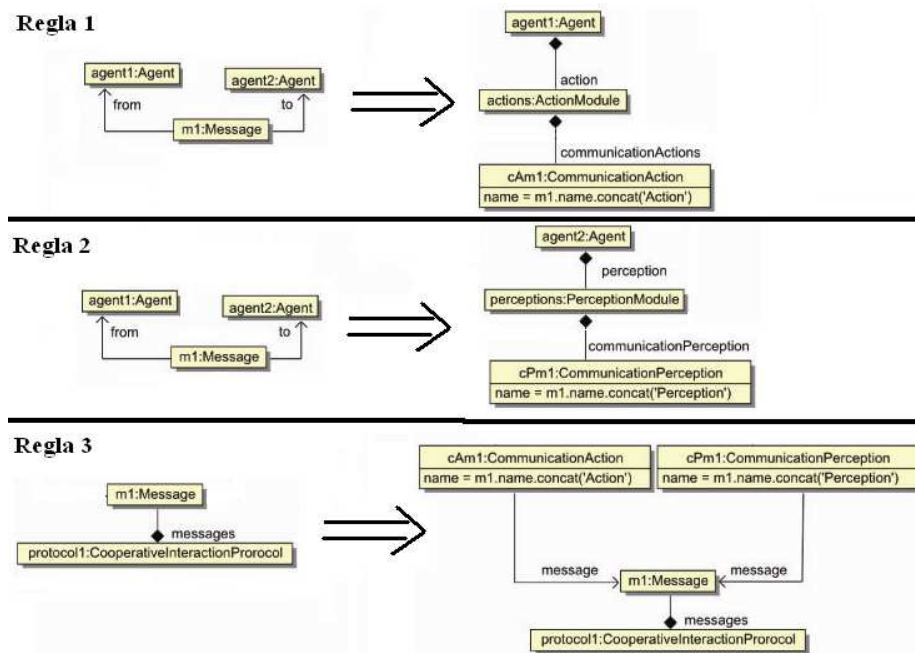 Regla 1
agent1:Agent
agent2:Agent
from
to
m1:Message
agent1:Agent
action
actions:ActionModule
communicationActions
cAm1:CommunicationAction
name = m1.name.concat('Action')
Regla 2
agent1:Agent
agent2:Agent
from
to
m1:Message
agent2:Agent
perception
perceptions:PerceptionModule
communicationPerception
cPm1:CommunicationPerception
name = m1.name.concat('Perception')
Regla 3
m1:Message
messages
protocol1:CooperativeInteractionProrocol
cAm1:CommunicationAction
name = m1.name.concat('Action')
cPm1:CommunicationPerception
name = m1.name.concat('Perception')
message
message
m1:Message
messages
protocol1:CooperativeInteractionProrocol